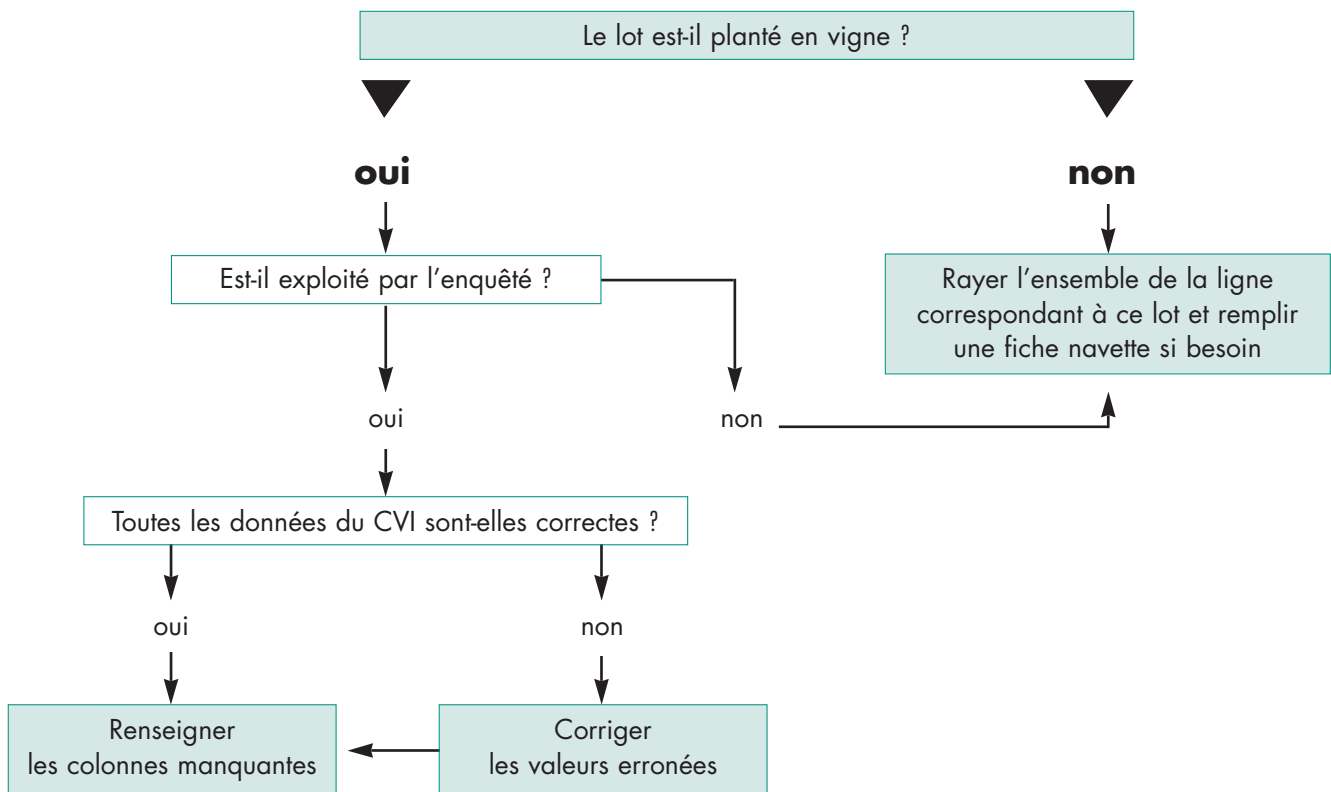 Le lot est-il planté en vigne ?
oui
non
Est-il exploité par l'enquêté ?
Rayer l'ensemble de la ligne
correspondant à ce lot et remplir
une fiche navette si besoin
oui
non
Toutes les données du CVI sont-elles correctes ?
oui
non
Renseigner
les colonnes manquantes
Corriger
les valeurs erronées